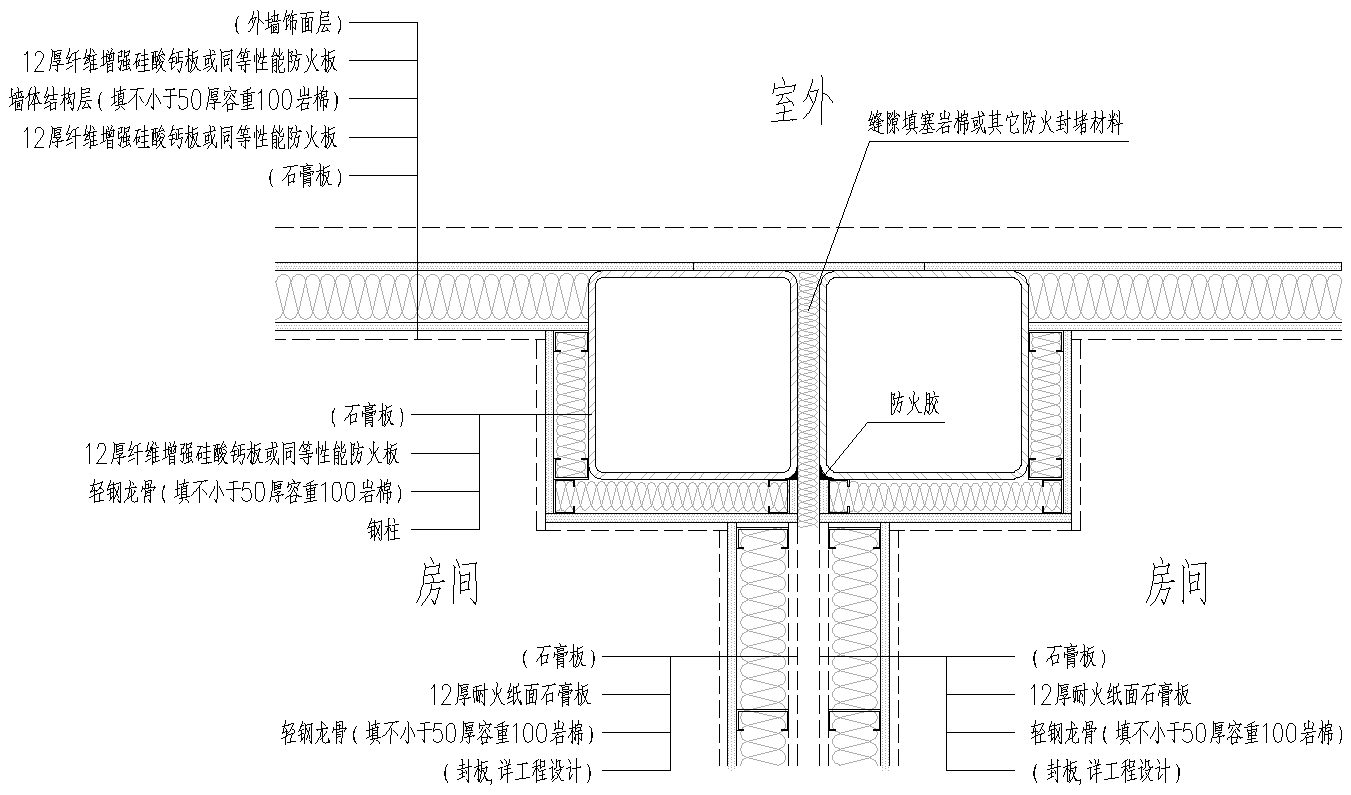 (外墙饰面层)
12厚纤维增强硅酸钙板或同等性能防火板
墙体结构层(填不小于50厚容重100岩棉)
12厚纤维增强硅酸钙板或同等性能防火板
(石膏板)
室外
缝隙填塞岩棉或其它防火封堵材料
防火胶
(石膏板)
12厚纤维增强硅酸钙板或同等性能防火板
轻钢龙骨(填不小于50厚容重100岩棉)
钢柱
房间
房间
(石膏板)
12厚耐火纸面石膏板
轻钢龙骨(填不小于50厚容重100岩棉)
(封板,详工程设计)
(石膏板)
12厚耐火纸面石膏板
轻钢龙骨(填不小于50厚容重100岩棉)
(封板,详工程设计)